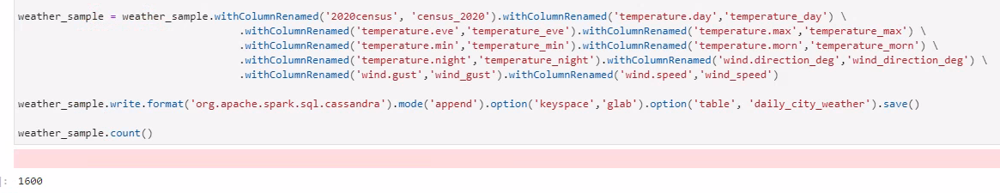 weather_sample = weather_sample.withColumnRenamed('2020census', 'census_2020').withColumnRenamed('temperature.day','temperature_day') \
.withColumnRenamed('temperature.eve','temperature_eve').withColumnRenamed('temperature.max','temperature_max') \
.withColumnRenamed('temperature.min','temperature_min').withColumnRenamed('temperature.morn','temperature_morn') \
.withColumnRenamed('temperature.night','temperature_night').withColumnRenamed('wind.direction_deg','wind_direction_deg') \
.withColumnRenamed('wind.gust','wind_gust').withColumnRenamed('wind.speed','wind_speed')
weather_sample.write.format('org.apache.spark.sql.cassandra').mode('append').option('keyspace','glab').option('table', 'daily_city_weather').save()
weather_sample.count()
]: 1600